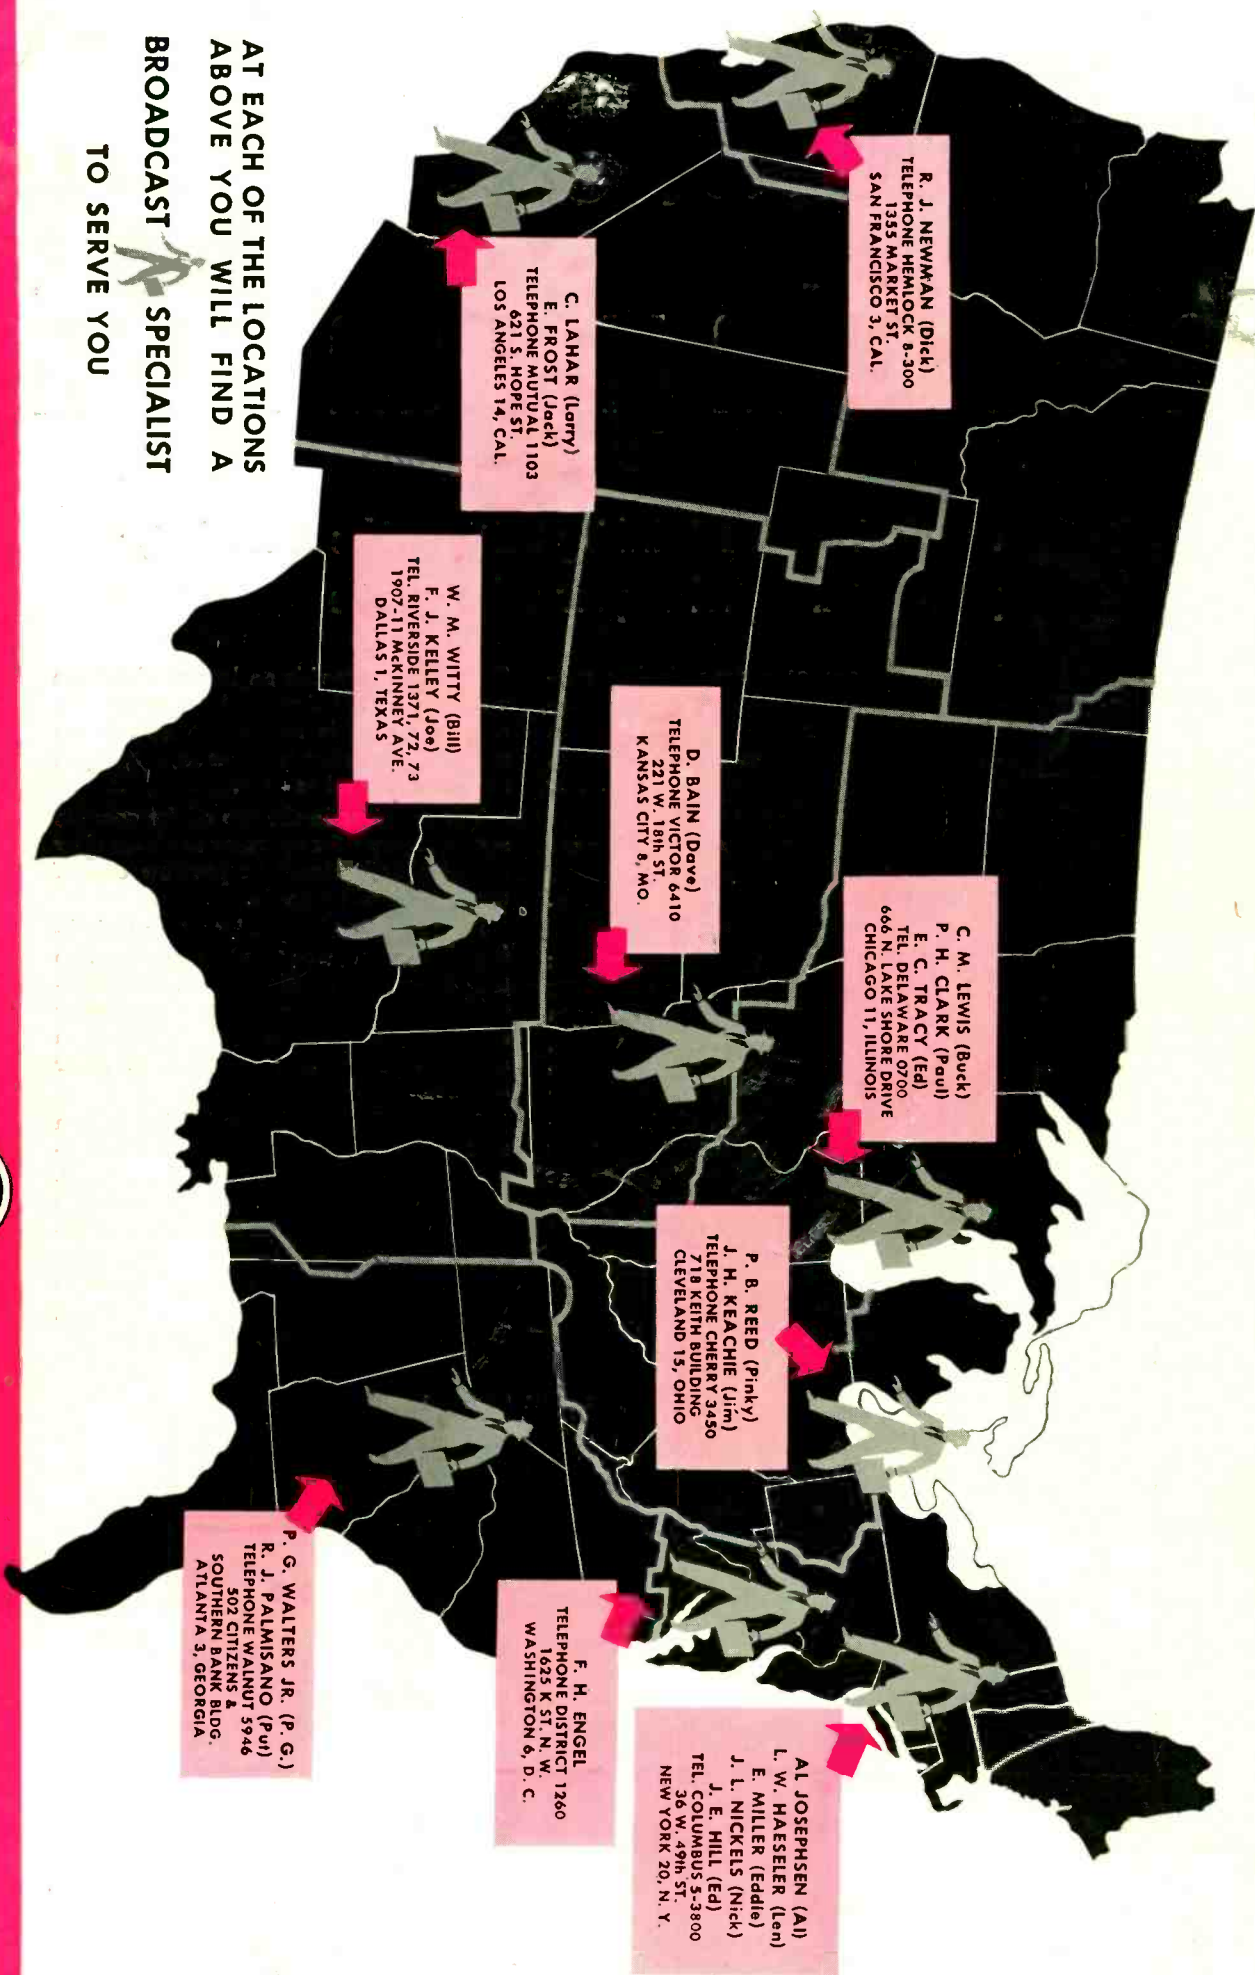 R. J. NEWMAN (Dick)
TELEPHONE HEMLOCK 8-300
1355 MARKET ST.
SAN FRANCISCO 3, CAL.
C. LAHAR (Larry)
E. FROST (Jack)
TELEPHONE MUTUAL 1103
621 S. HOPE ST.
LOS ANGELES 14, CAL.
W. M. WITTY (Bill)
F. J. KELLEY (Joe)
TEL. RIVERSIDE 1371, 72, 73
1907-11 McKINNEY AVE.
DALLAS 1, TEXAS
D. BAIN (Dave)
TELEPHONE VICTOR 6410
221 W. 18th ST.
KANSAS CITY 8, MO.
C. M. LEWIS (Buck)
P. H. CLARK (Paul)
E. C. TRACY (Ed)
TEL. DELAWARE 0700
666 N. LAKE SHORE DRIVE
CHICAGO 11, ILLINOIS
P. B. REED (Pinky)
J. H. KEACHIE (Jim)
TELEPHONE CHERRY 3450
718 KEITH BUILDING
CLEVELAND 15, OHIO
P. G. WALTERS JR. (P. G.)
R. J. PALMISANO (Put)
TELEPHONE WALNUT 5946
502 CITIZENS &
SOUTHERN BANK BLDG.
ATLANTA 3, GEORGIA
F. H. ENGEL
TELEPHONE DISTRICT 1260
1625 K ST. N. W.
WASHINGTON 6, D. C.
AL JOSEPHSEN (Al)
L. W. HAESELER (Len)
E. MILLER (Eddie)
J. L. NICKELS (Nick)
J. E. HILL (Ed)
TEL. COLUMBUS 5-3800
36 W. 49th ST.
NEW YORK 20, N. Y.
AT EACH OF THE LOCATIONS
ABOVE YOU WILL FIND A
BROADCAST SPECIALIST
TO SERVE YOU